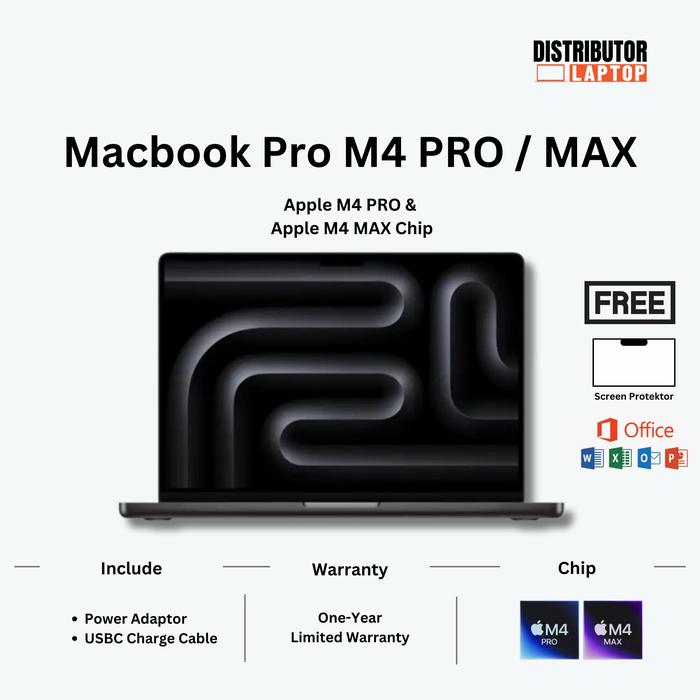 DISTRIBUTOR
LAPTOP
Macbook Pro M4 PRO / MAX
Apple M4 PRO &
Apple M4 MAX Chip
FREE
Screen Protektor
Office
W X O P
Include
Warranty
Chip
• Power Adaptor
• USBC Charge Cable
One-Year
Limited Warranty
M4
PRO
M4
MAX